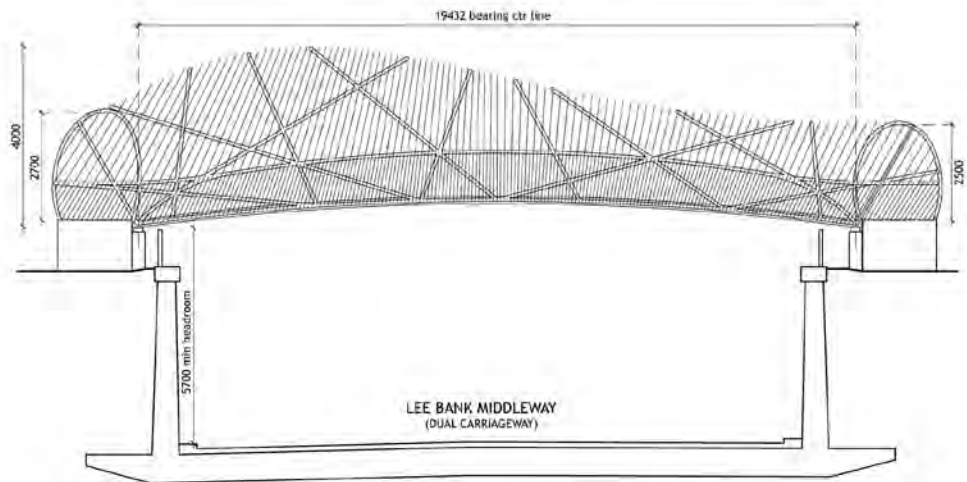 19432 bearing ctr line
4000
2700
2500
5700 min headroom
LEE BANK MIDDLEWAY
(DUAL CARRIAGEWAY)